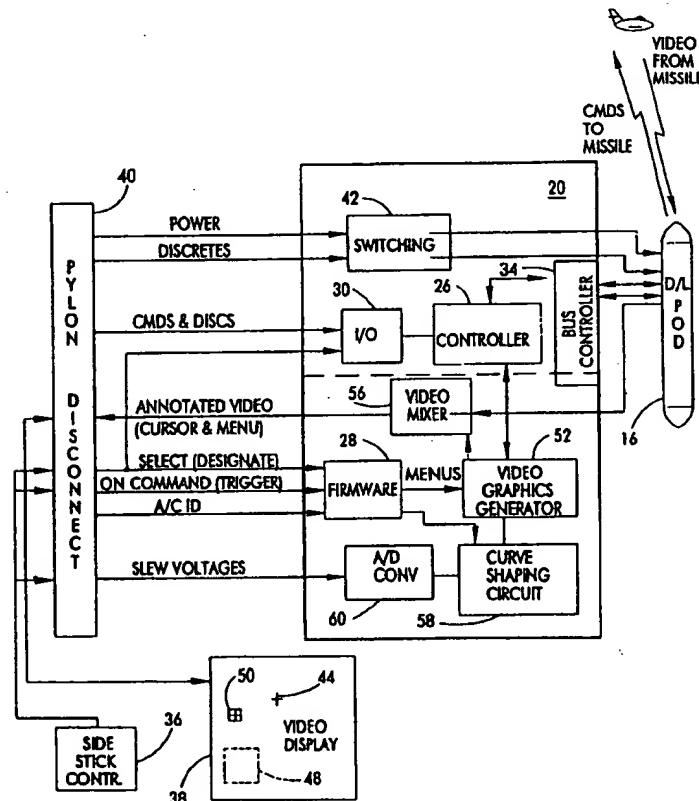 VIDEO
FROM
MISSILE
CMDS
TO
MISSILE
40
20
42
POWER
SWITCHING
DISCRETES
34
30
26
BUS
CONTROLLER
D/L
POD
PYLON
DISCONNECT
CMDS & DISCS
I/O
CONTROLLER
56
ANNOTATED VIDEO
(CURSOR & MENU)
VIDEO
MIXER
16
28
52
SELECT (DESIGNATE)
MENUS
ON COMMAND (TRIGGER)
FIRMWARE
VIDEO
GRAPHICS
GENERATOR
A/C ID
SLEW VOLTAGES
A/D
CONV
CURVE
SHAPING
CIRCUIT
60
58
50
44
36
VIDEO
DISPLAY
SIDE
STICK
CONTR.
48
38